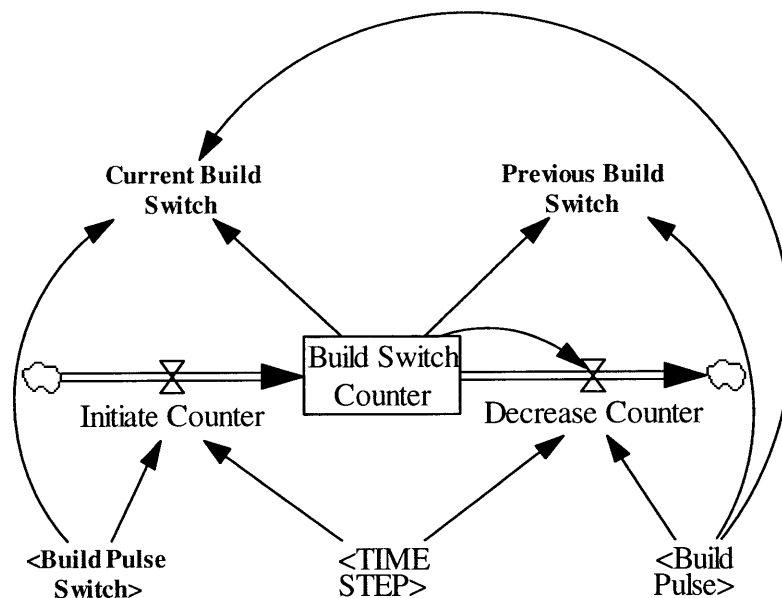 Current Build
Switch
Previous Build
Switch
Build Switch
Counter
Initiate Counter
Decrease Counter
<Build Pulse
Switch>
<TIME
STEP>
<Build
Pulse>